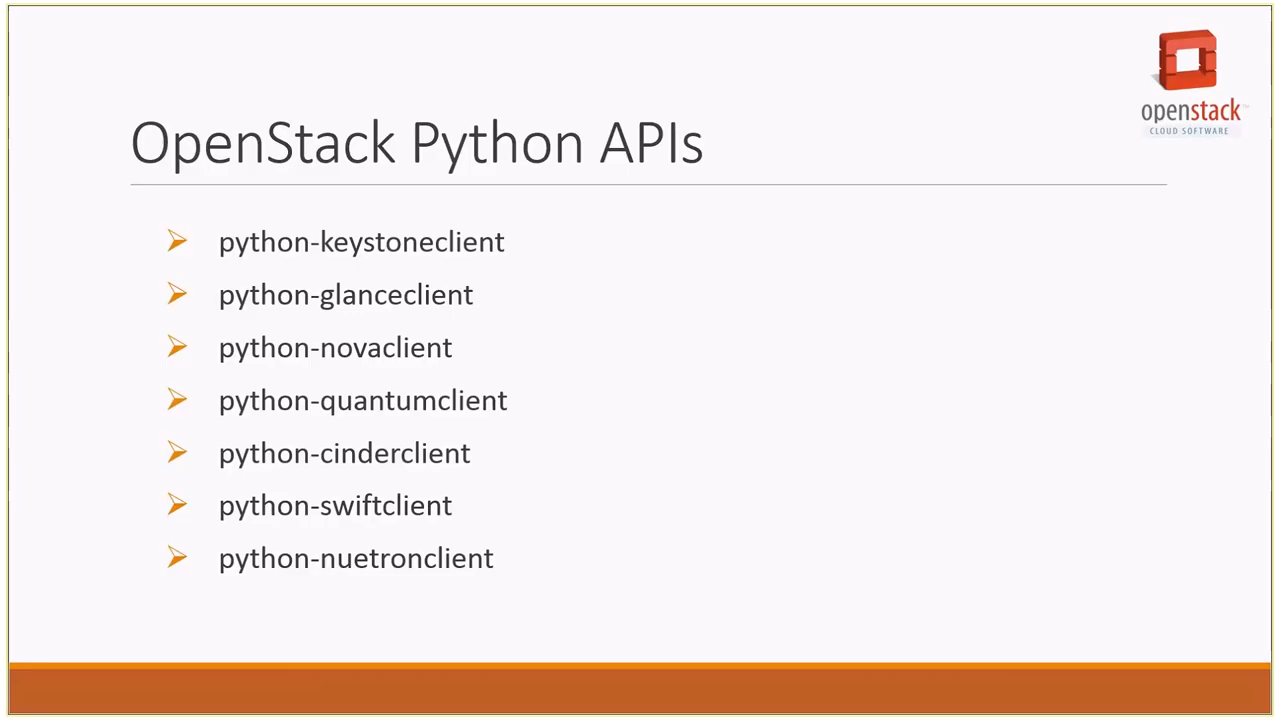 openstack™
CLOUD SOFTWARE
OpenStack Python APIs
python-keystoneclient
python-glanceclient
python-novaclient
python-quantumclient
python-cinderclient
python-swiftclient
python-nuetronclient